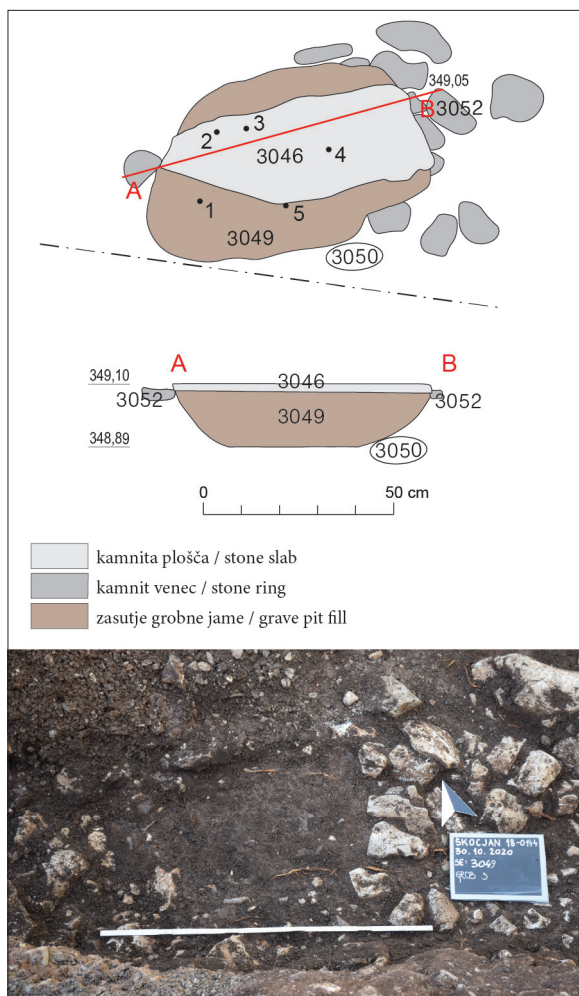 349,05
B 3052
2 3
3046 4
A
1 5
3049
3050
A B
349,10 3046
3052 3052
3049
348,89 3050
0 50 cm
kamnita plošča / stone slab
kamnit venec / stone ring
zasutje grobne jame / grave pit fill
ŠKOCJAN 18-0144
30. 10. 2020
SE: 3049
GROB 3